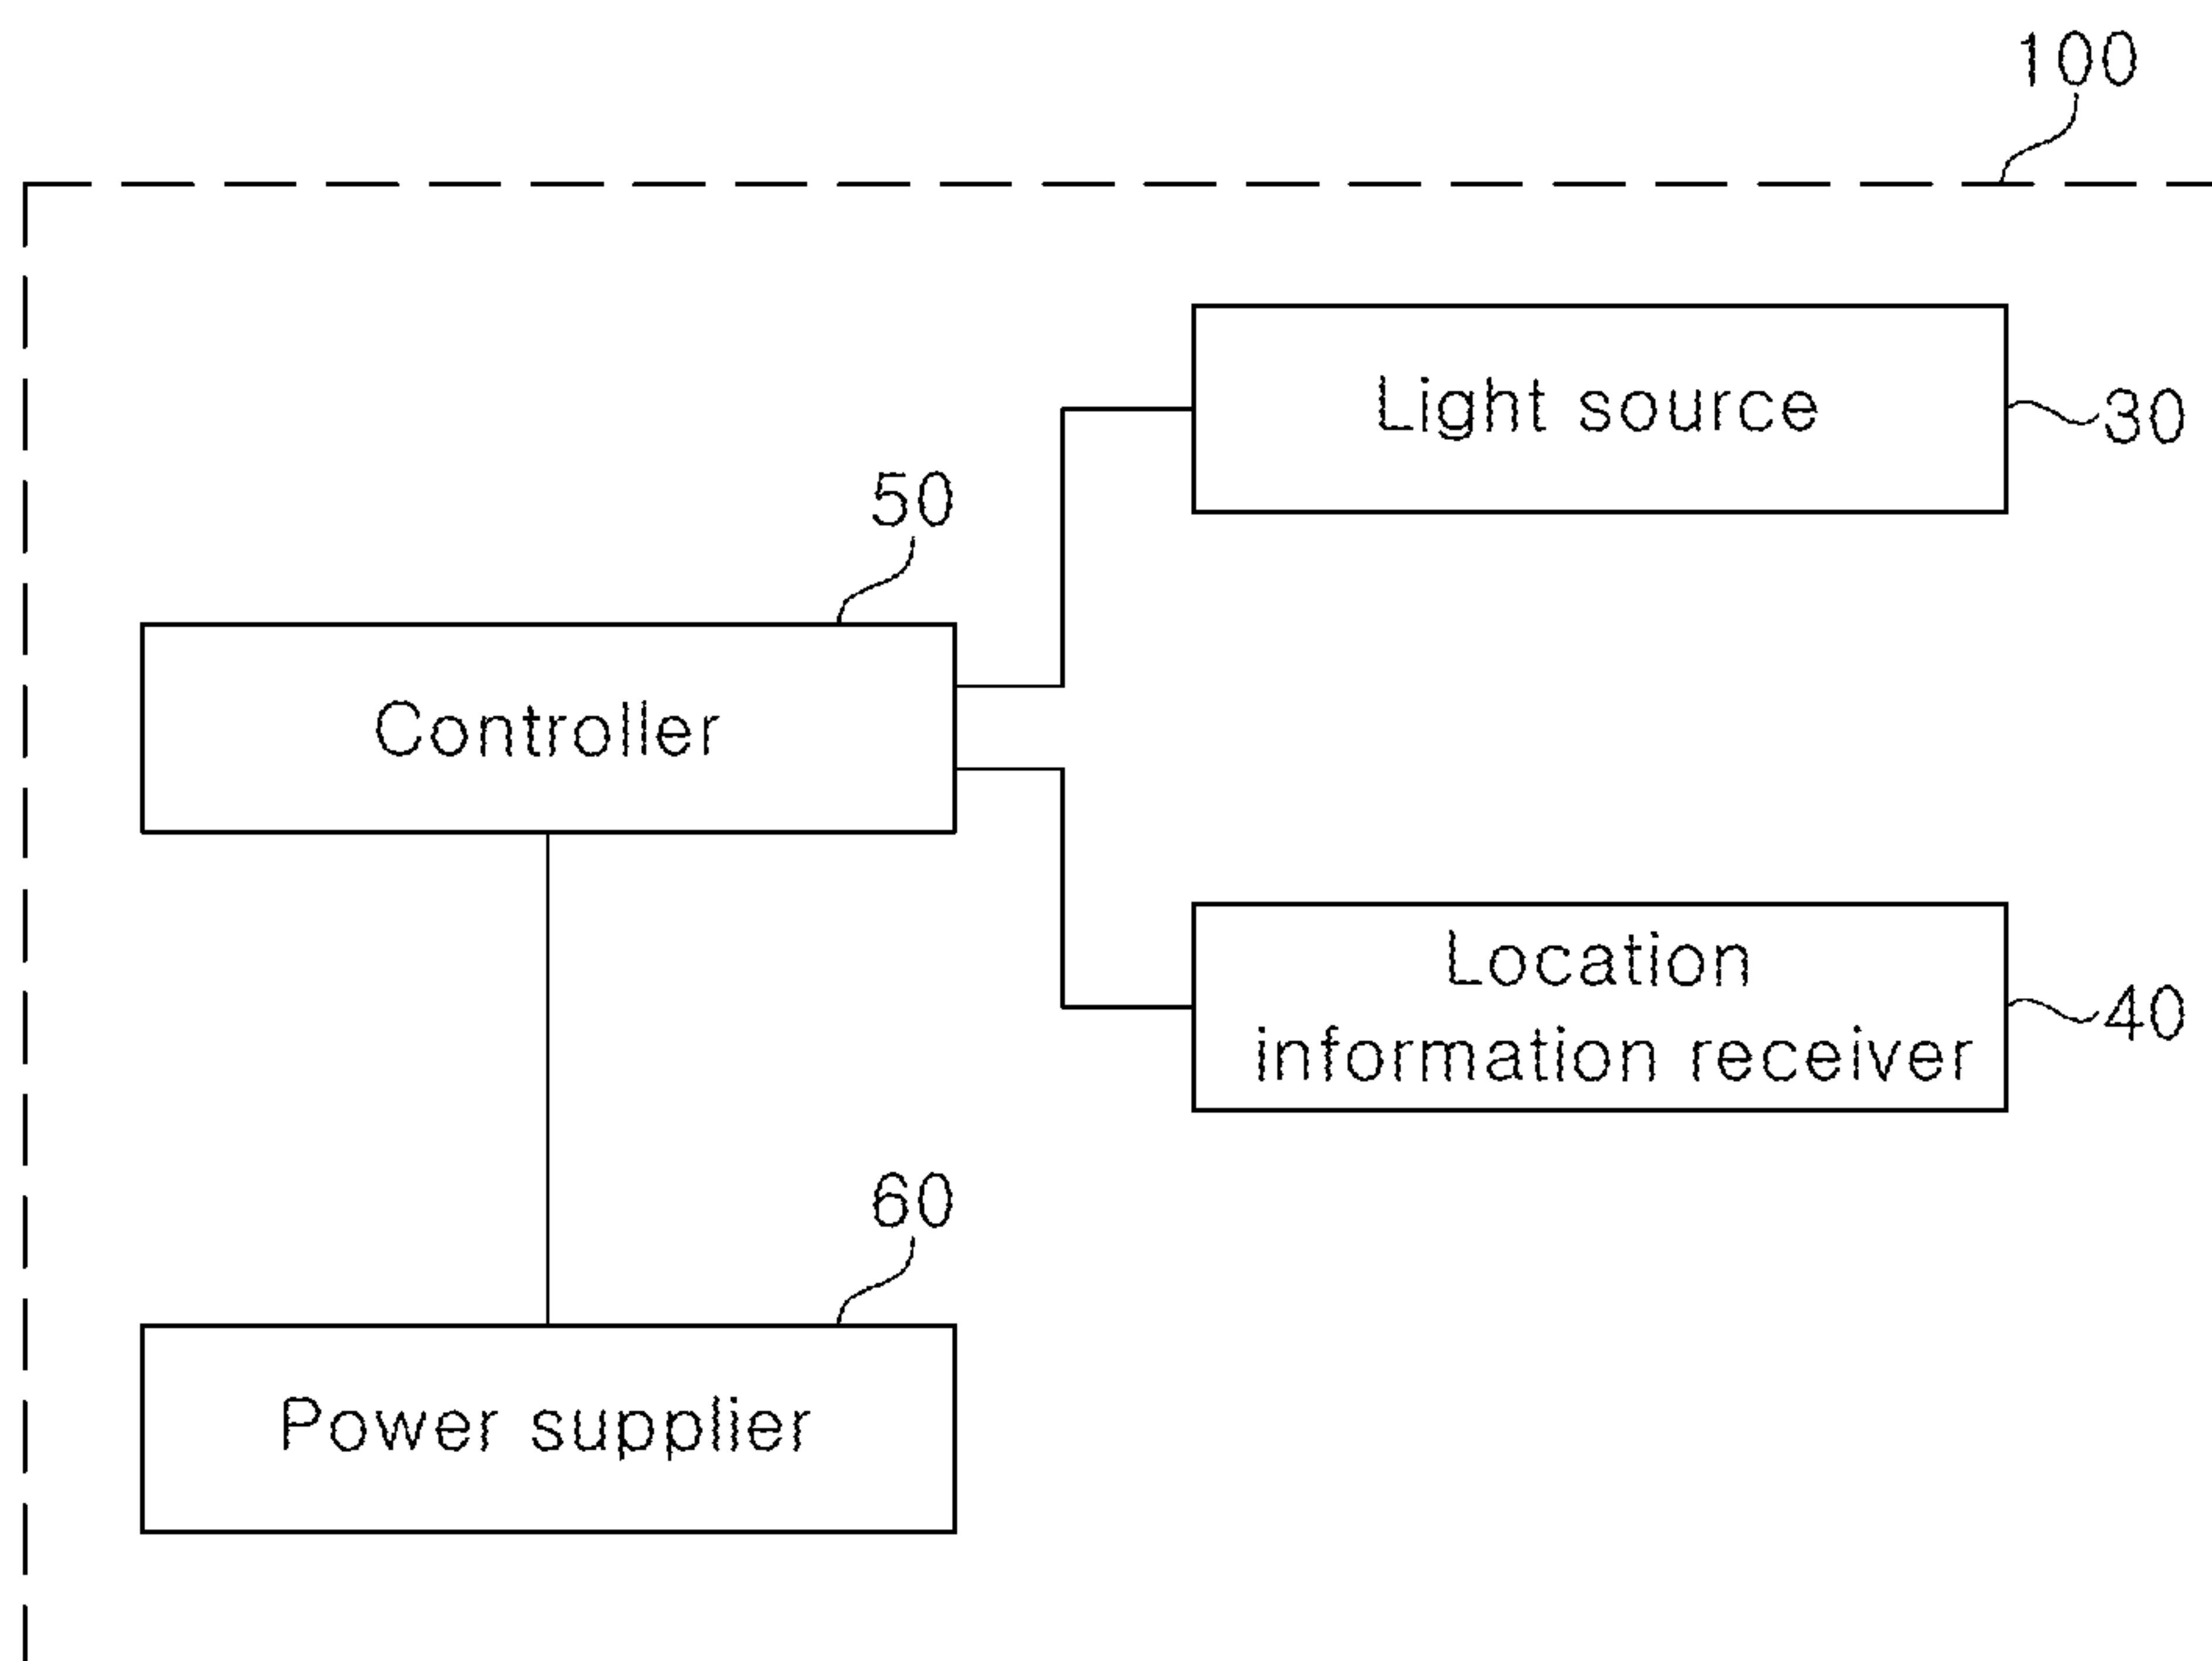 100
Light source
30
50
Controller
Location
information receiver
40
60
Power supplier